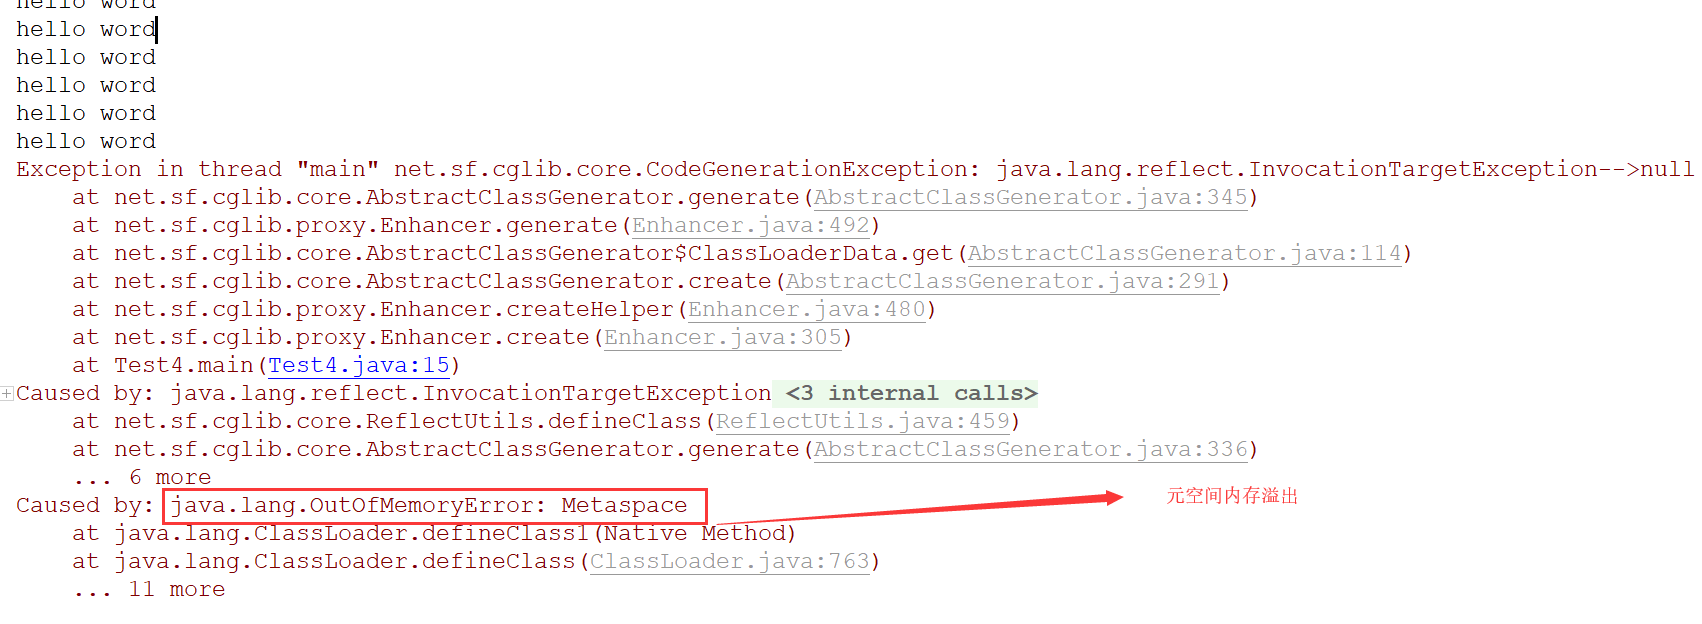 hello word
hello word
hello word
hello word
hello word
hello word
Exception in thread "main" net.sf.cglib.core.CodeGenerationException: java.lang.reflect.InvocationTargetException-->null
at net.sf.cglib.core.AbstractClassGenerator.generate(AbstractClassGenerator.java:345)
at net.sf.cglib.proxy.Enhancer.generate(Enhancer.java:492)
at net.sf.cglib.core.AbstractClassGenerator$ClassLoaderData.get(AbstractClassGenerator.java:114)
at net.sf.cglib.core.AbstractClassGenerator.create(AbstractClassGenerator.java:291)
at net.sf.cglib.proxy.Enhancer.createHelper(Enhancer.java:480)
at net.sf.cglib.proxy.Enhancer.create(Enhancer.java:305)
at Test4.main(Test4.java:15)
Caused by: java.lang.reflect.InvocationTargetException <3 internal calls>
at net.sf.cglib.core.ReflectUtils.defineClass(ReflectUtils.java:459)
at net.sf.cglib.core.AbstractClassGenerator.generate(AbstractClassGenerator.java:336)
... 6 more
Caused by: java.lang.OutOfMemoryError: Metaspace 元空间内存溢出
at java.lang.ClassLoader.defineClass1(Native Method)
at java.lang.ClassLoader.defineClass(ClassLoader.java:763)
... 11 more